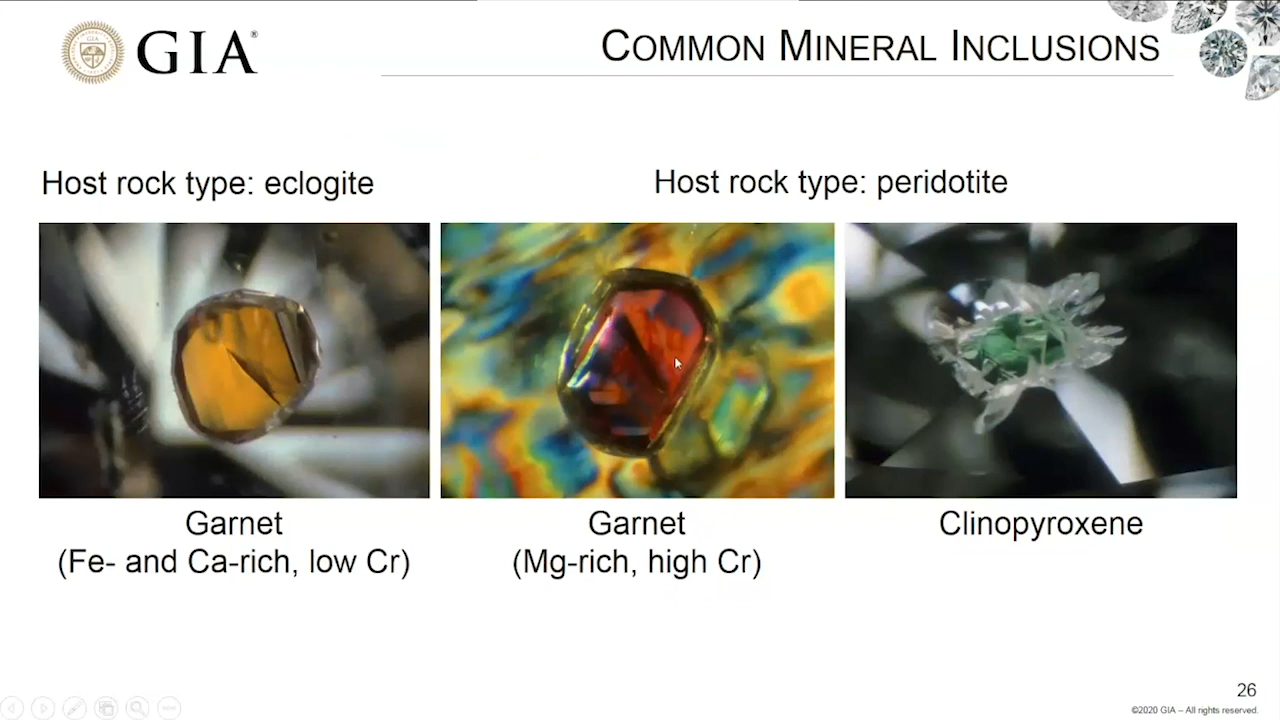 GIA®
COMMON MINERAL INCLUSIONS
Host rock type: eclogite
Host rock type: peridotite
Garnet
(Fe- and Ca-rich, low Cr)
Garnet
(Mg-rich, high Cr)
Clinopyroxene
26
©2020 GIA – All rights reserved.